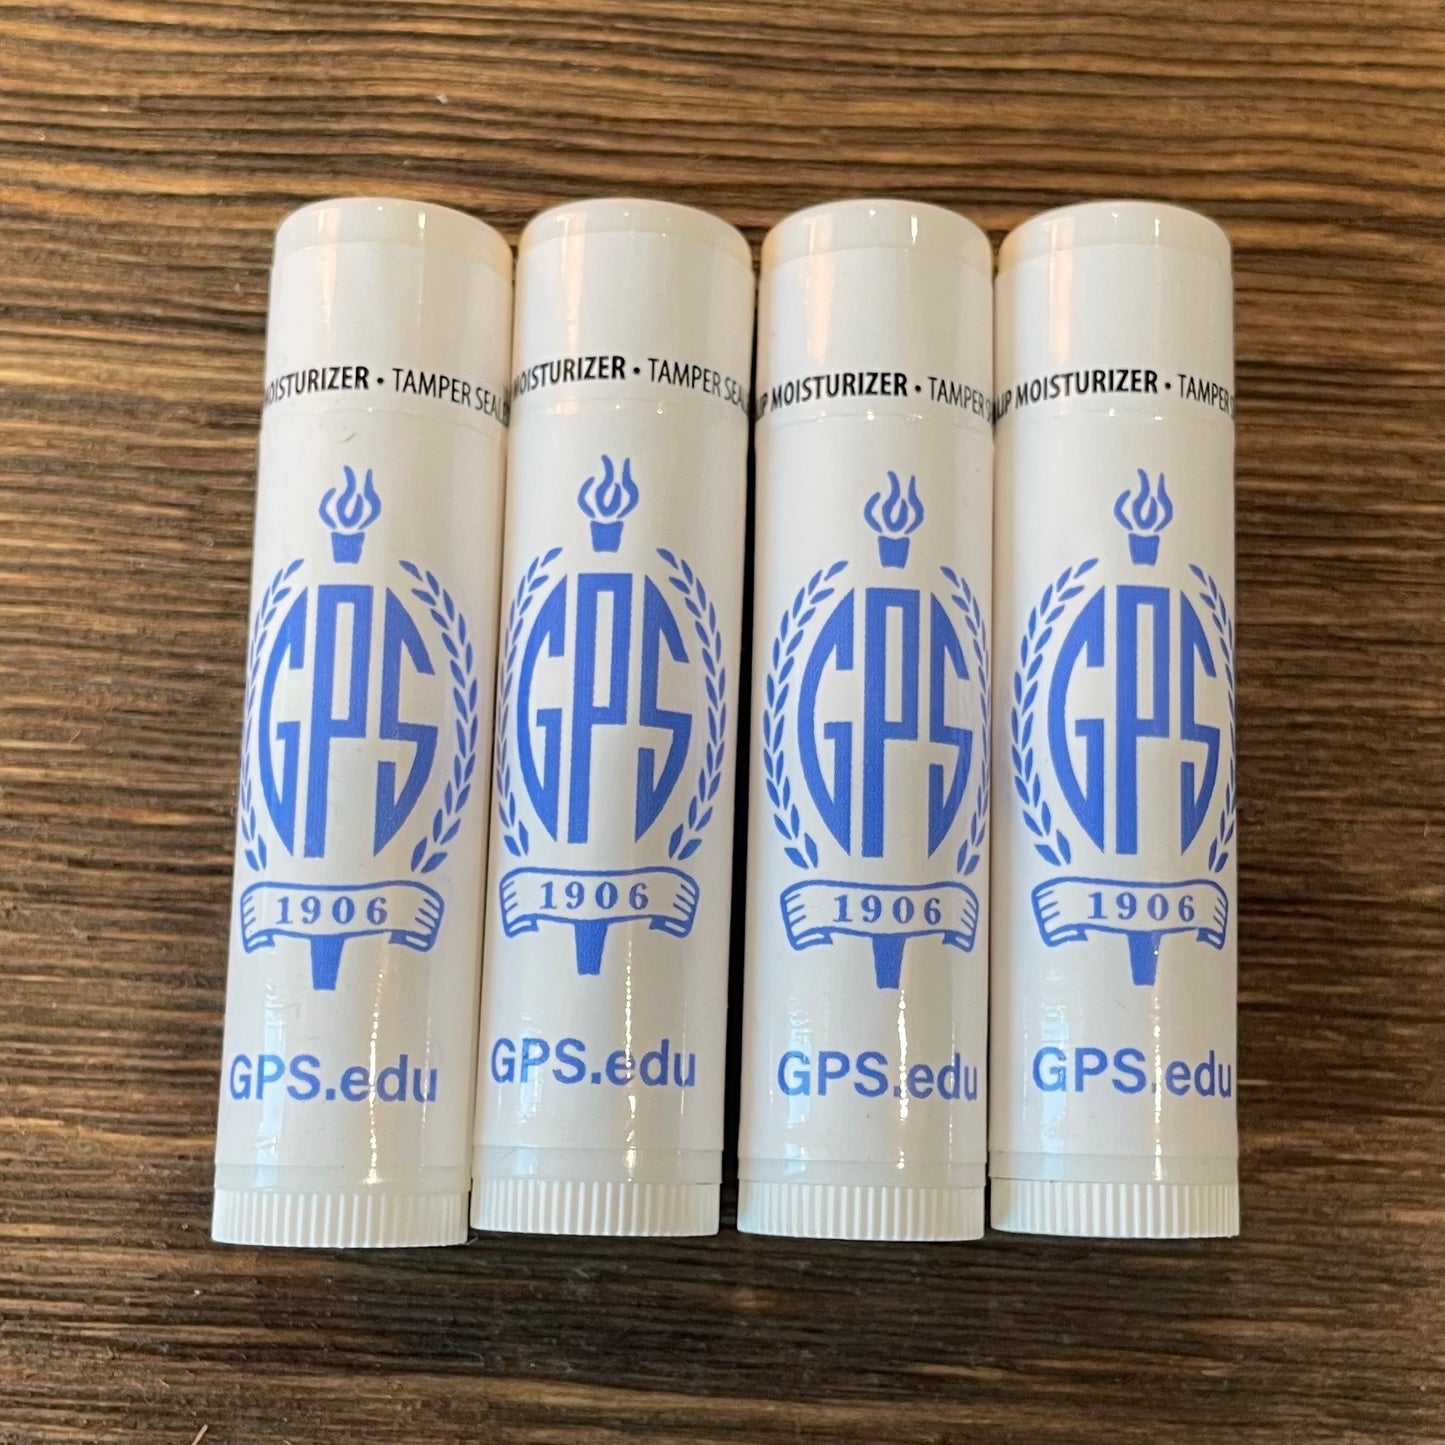 MOISTURIZER • TAMPER SEAL
GPS
1906
GPS.edu
MOISTURIZER • TAMPER SEAL
GPS
1906
GPS.edu
LIP MOISTURIZER • TAMPER
GPS
1906
GPS.edu
LIP MOISTURIZER • TAMPER
GPS
1906
GPS.edu